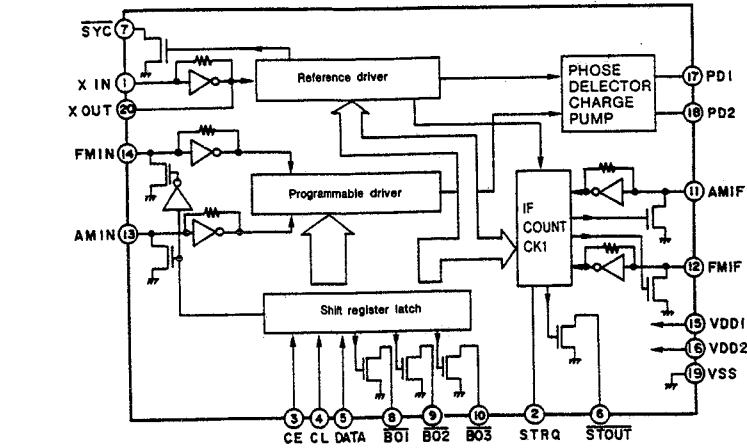 SYC
7
X IN
1
X OUT
20
FMIN
14
AMIN
13
Reference driver
Programmable driver
Shift register latch
PHOSE
DELECTOR
CHARGE
PUMP
17 PD1
18 PD2
IF
COUNT
CK1
11 AMIF
12 FMIF
15 VDD1
16 VDD2
19 VSS
3 4 5 8 9 10 2 6
CE CL DATA BO1 BO2 BO3 STRQ STOUT